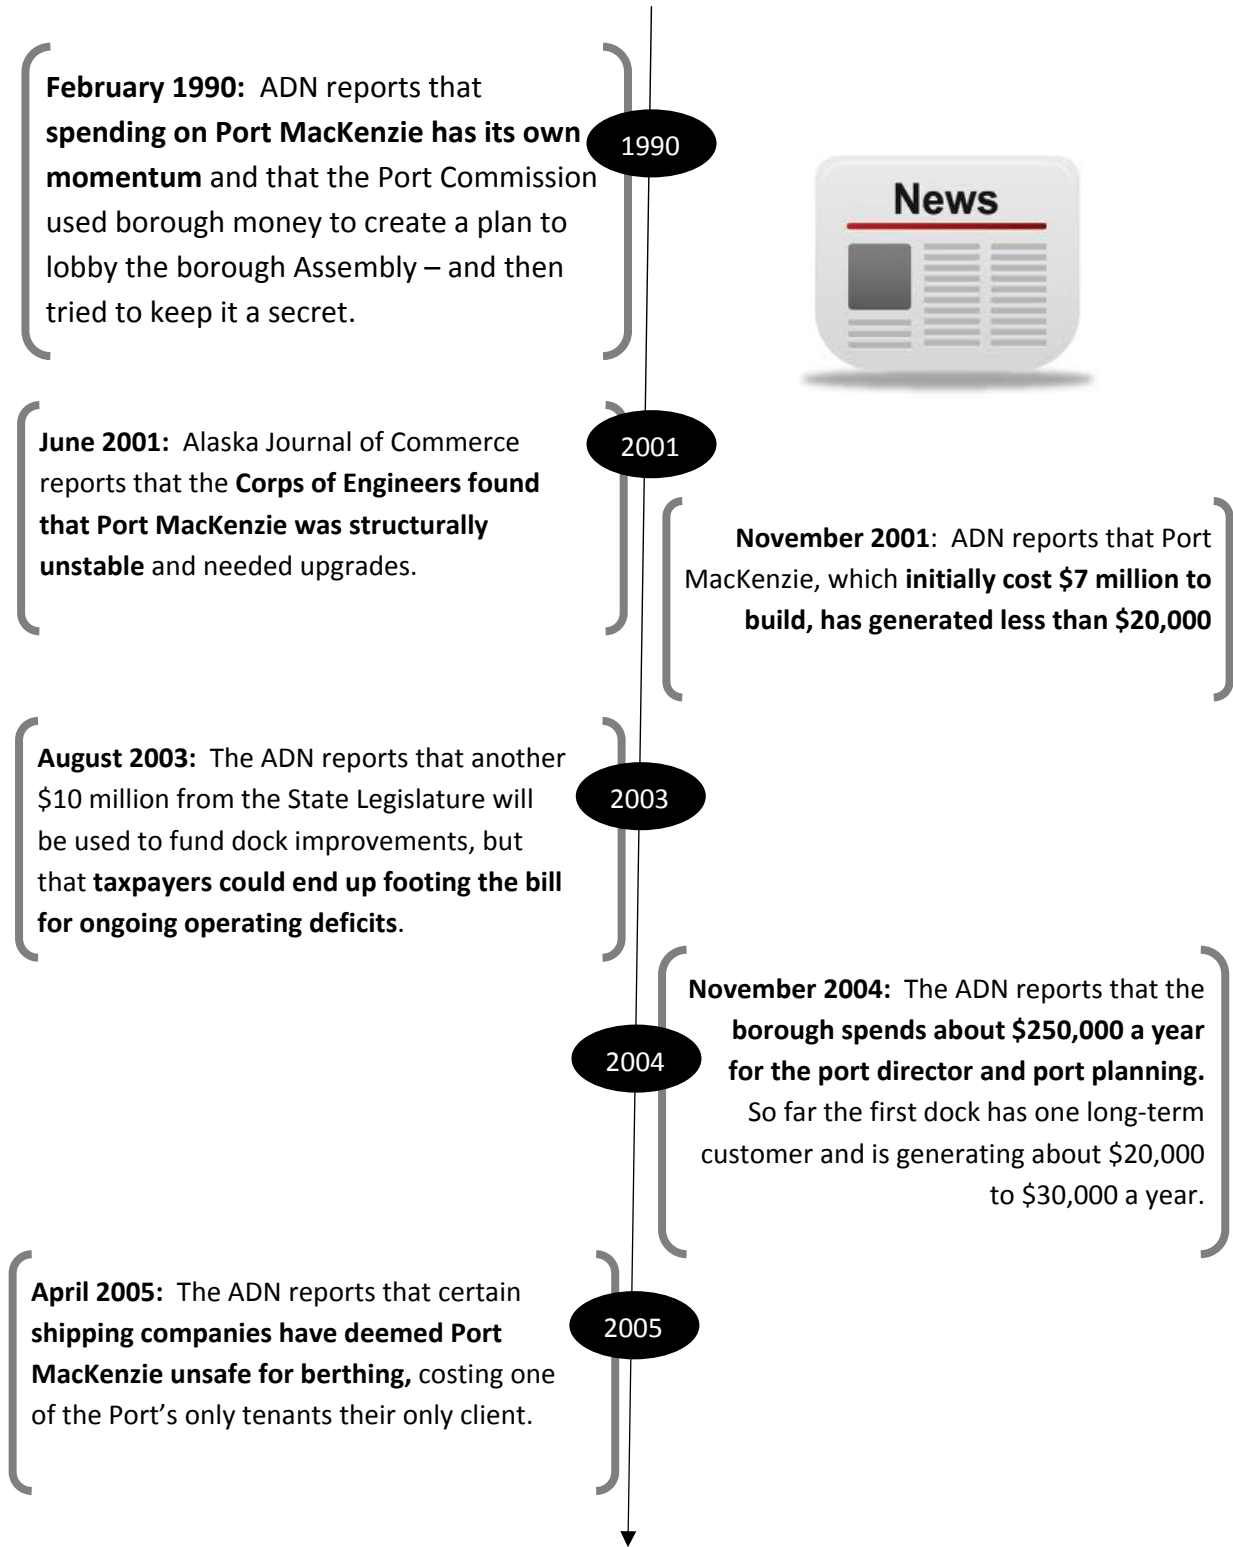 February 1990:  ADN reports that
spending on Port MacKenzie has its own
momentum and that the Port Commission
used borough money to create a plan to
lobby the borough Assembly – and then
tried to keep it a secret.
1990
News
June 2001:  Alaska Journal of Commerce
reports that the Corps of Engineers found
that Port MacKenzie was structurally
unstable and needed upgrades.
2001
November 2001:  ADN reports that Port
MacKenzie, which initially cost $7 million to
build, has generated less than $20,000
August 2003:  The ADN reports that another
$10 million from the State Legislature will
be used to fund dock improvements, but
that taxpayers could end up footing the bill
for ongoing operating deficits.
2003
November 2004:  The ADN reports that the
borough spends about $250,000 a year
for the port director and port planning.
So far the first dock has one long-term
customer and is generating about $20,000
to $30,000 a year.
2004
April 2005:  The ADN reports that certain
shipping companies have deemed Port
MacKenzie unsafe for berthing, costing one
of the Port’s only tenants their only client.
2005